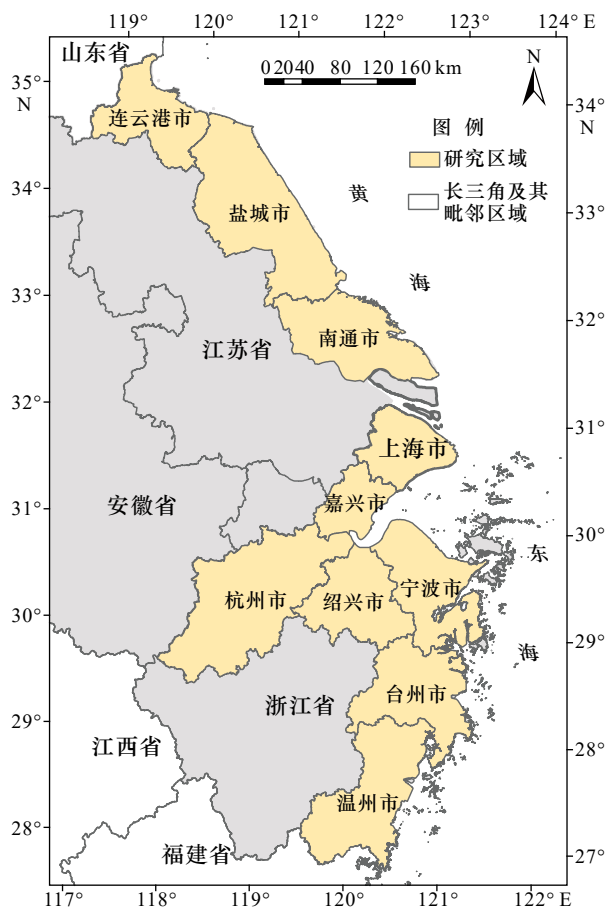 119° 120° 121° 122° 123° 124° E
山东省
02040 80 120 160 km
N
35°
N
34°
N
连云港市
图 例
研究区域
长三角及其
毗邻区域
34°
黄
33°
盐城市
海
33°
32°
南通市
江苏省
32°
31°
上海市
安徽省
31°
嘉兴市
30°
东
杭州市
绍兴市
宁波市
30°
29°
海
浙江省
台州市
29°
江西省
28°
温州市
28°
福建省
27°
117° 118° 119° 120° 121° 122° E